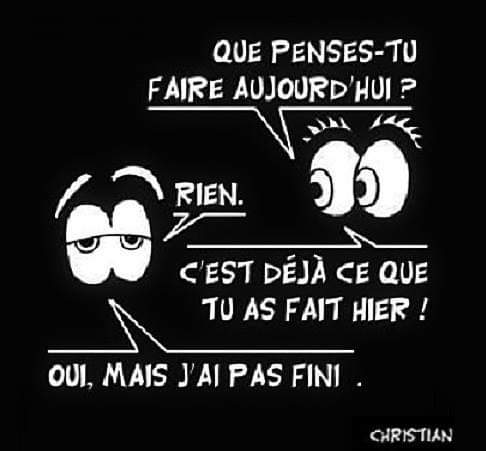 QUE PENSES-TU
FAIRE AUJOURD'HUI ?
RIEN.
C'EST DÉJÀ CE QUE
TU AS FAIT HIER !
OUI, MAIS J'AI PAS FINI .
CHRISTIAN